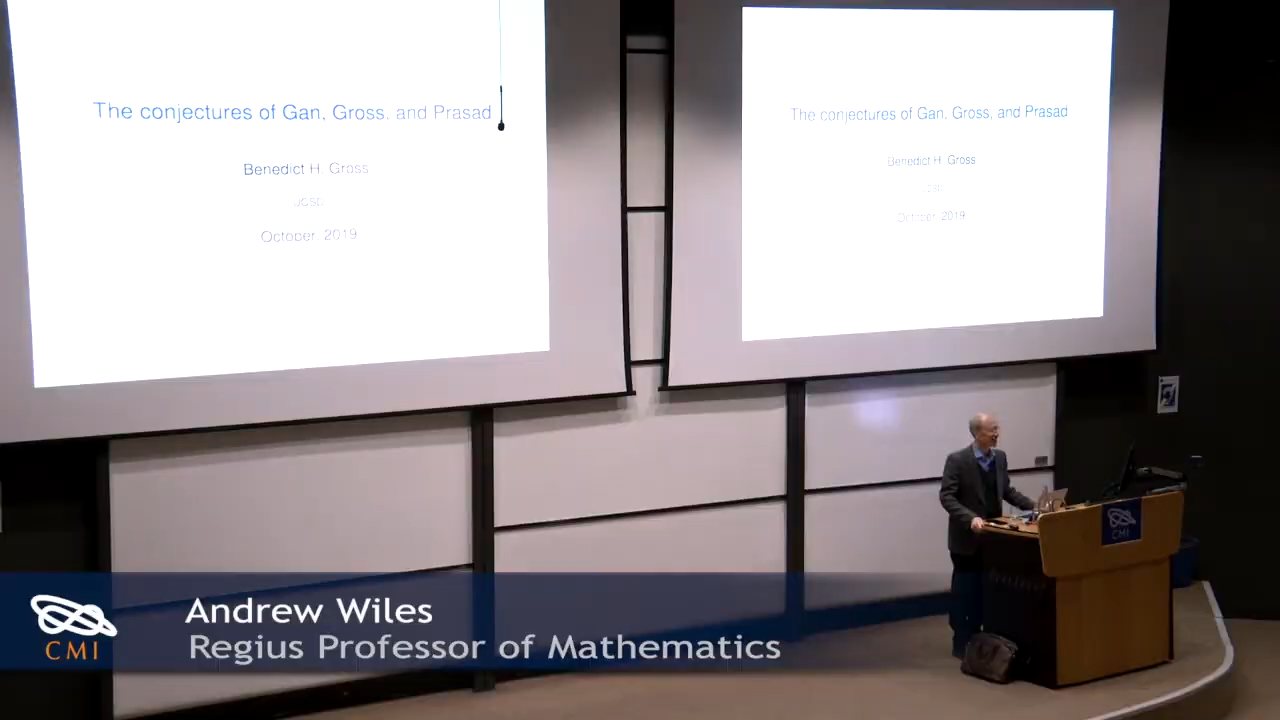 The conjectures of Gan, Gross, and Prasad
Benedict H. Gross
UCSD
October, 2019
The conjectures of Gan, Gross, and Prasad
Benedict H. Gross
October, 2019
CMI
Andrew Wiles
Regius Professor of Mathematics
CMI